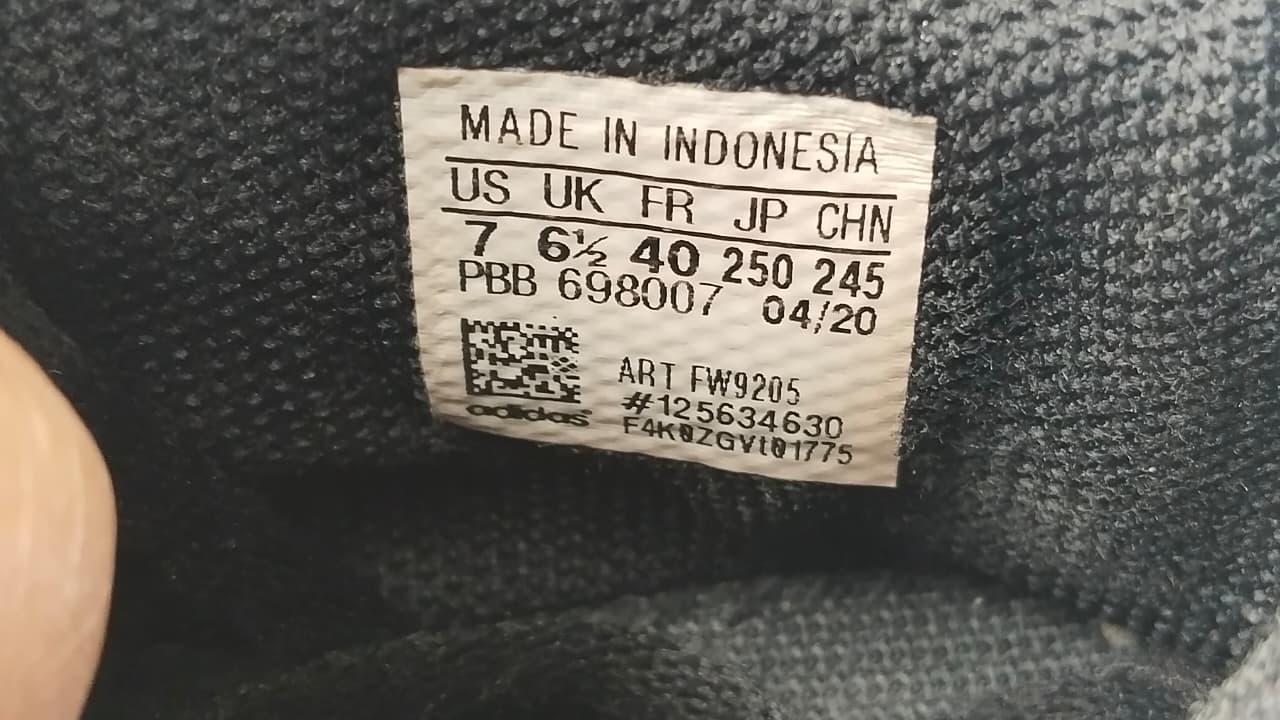 MADE IN INDONESIA
US UK FR JP CHN
7 6½ 40 250 245
PBB 698007 04/20
ART FW9205
#125634630
adidas F4K0ZGVt01775